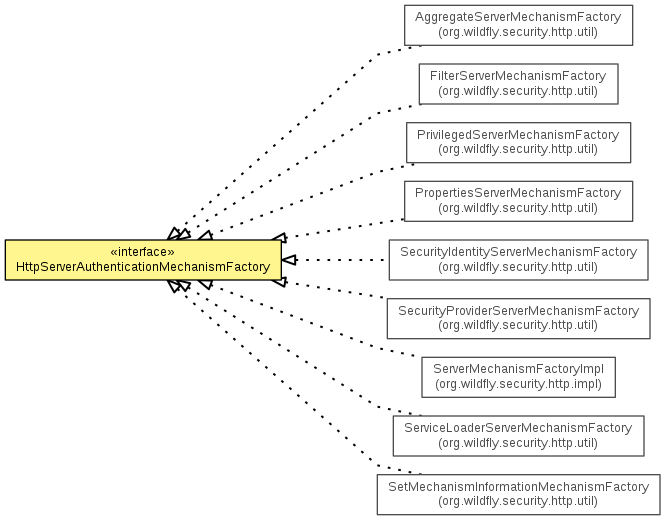 AggregateServerMechanismFactory
(org.wildfly.security.http.util)
FilterServerMechanismFactory
(org.wildfly.security.http.util)
PrivilegedServerMechanismFactory
(org.wildfly.security.http.util)
PropertiesServerMechanismFactory
(org.wildfly.security.http.util)
«interface»
HttpServerAuthenticationMechanismFactory
SecurityIdentityServerMechanismFactory
(org.wildfly.security.http.util)
SecurityProviderServerMechanismFactory
(org.wildfly.security.http.util)
ServerMechanismFactoryImpl
(org.wildfly.security.http.impl)
ServiceLoaderServerMechanismFactory
(org.wildfly.security.http.util)
SetMechanismInformationMechanismFactory
(org.wildfly.security.http.util)